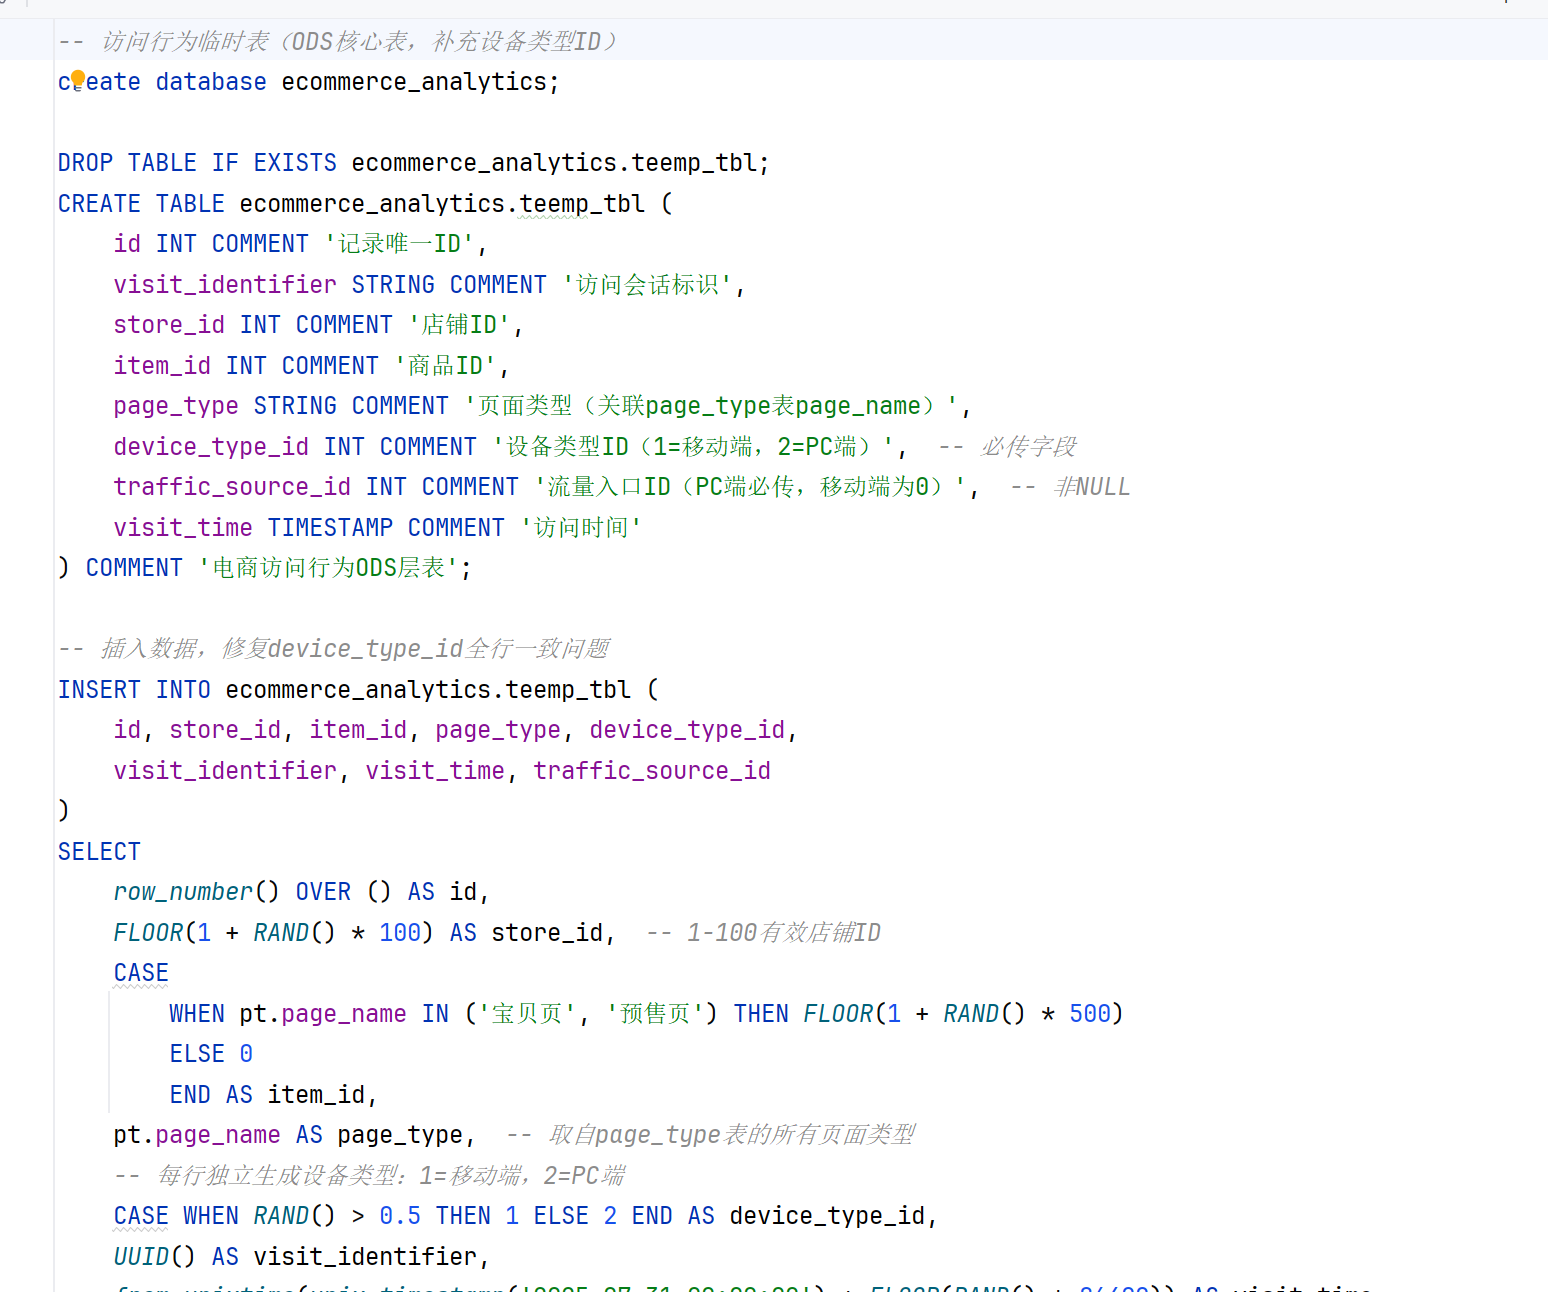 -- 访问行为临时表（ODS核心表，补充设备类型ID）
create database ecommerce_analytics;
DROP TABLE IF EXISTS ecommerce_analytics.teemp_tbl;
CREATE TABLE ecommerce_analytics.teemp_tbl (
    id INT COMMENT '记录唯一ID',
    visit_identifier STRING COMMENT '访问会话标识',
    store_id INT COMMENT '店铺ID',
    item_id INT COMMENT '商品ID',
    page_type STRING COMMENT '页面类型（关联page_type表page_name）',
    device_type_id INT COMMENT '设备类型ID（1=移动端，2=PC端）',  -- 必传字段
    traffic_source_id INT COMMENT '流量入口ID（PC端必传，移动端为0）',  -- 非NULL
    visit_time TIMESTAMP COMMENT '访问时间'
) COMMENT '电商访问行为ODS层表';
-- 插入数据，修复device_type_id全行一致问题
INSERT INTO ecommerce_analytics.teemp_tbl (
    id, store_id, item_id, page_type, device_type_id,
    visit_identifier, visit_time, traffic_source_id
)
SELECT
    row_number() OVER () AS id,
    FLOOR(1 + RAND() * 100) AS store_id,  -- 1-100有效店铺ID
    CASE
        WHEN pt.page_name IN ('宝贝页', '预售页') THEN FLOOR(1 + RAND() * 500)
        ELSE 0
        END AS item_id,
    pt.page_name AS page_type,  -- 取自page_type表的所有页面类型
    -- 每行独立生成设备类型：1=移动端，2=PC端
    CASE WHEN RAND() > 0.5 THEN 1 ELSE 2 END AS device_type_id,
    UUID() AS visit_identifier,